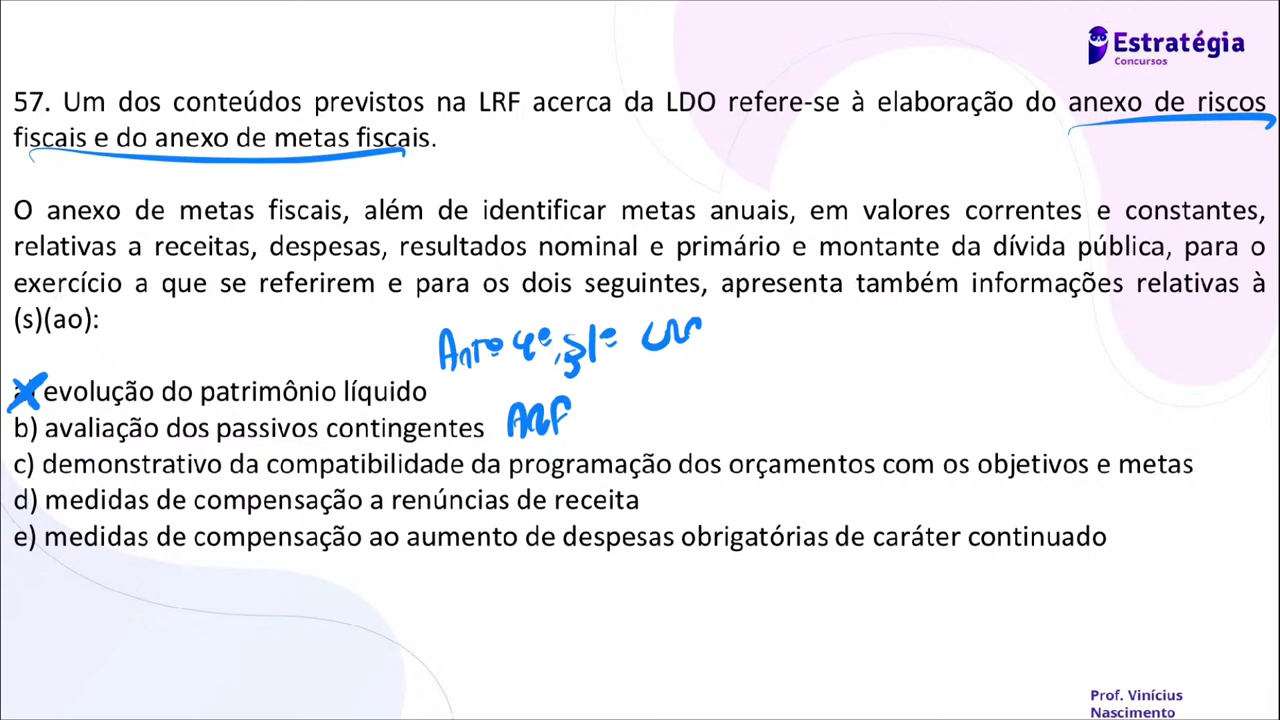 Estratégia
Concursos
57. Um dos conteúdos previstos na LRF acerca da LDO refere-se à elaboração do anexo de riscos
fiscais e do anexo de metas fiscais.
O anexo de metas fiscais, além de identificar metas anuais, em valores correntes e constantes,
relativas a receitas, despesas, resultados nominal e primário e montante da dívida pública, para o
exercício a que se referirem e para os dois seguintes, apresenta também informações relativas à
(s)(ao):
4º, §1º
a) evolução do patrimônio líquido
b) avaliação dos passivos contingentes ARF
c) demonstrativo da compatibilidade da programação dos orçamentos com os objetivos e metas
d) medidas de compensação a renúncias de receita
e) medidas de compensação ao aumento de despesas obrigatórias de caráter continuado
Prof. Vinícius
Nascimento